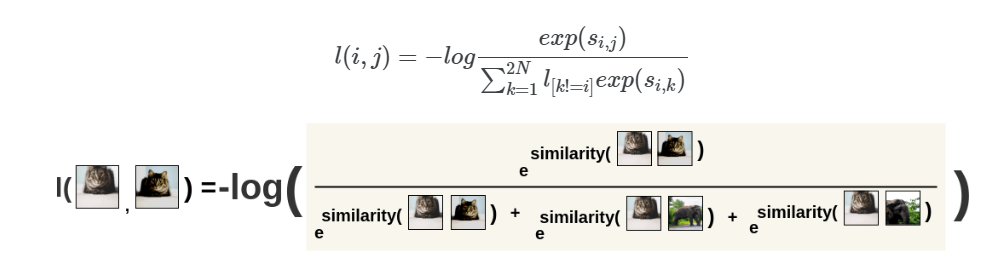 l(i, j) = -log exp(s_{i,j}) / ∑_{k=1}^{2N} l_{[k!=i]} exp(s_{i,k})
l( , ) =-log( e^{similarity( )} / e^{similarity( )} + e^{similarity( )} + e^{similarity( )} )